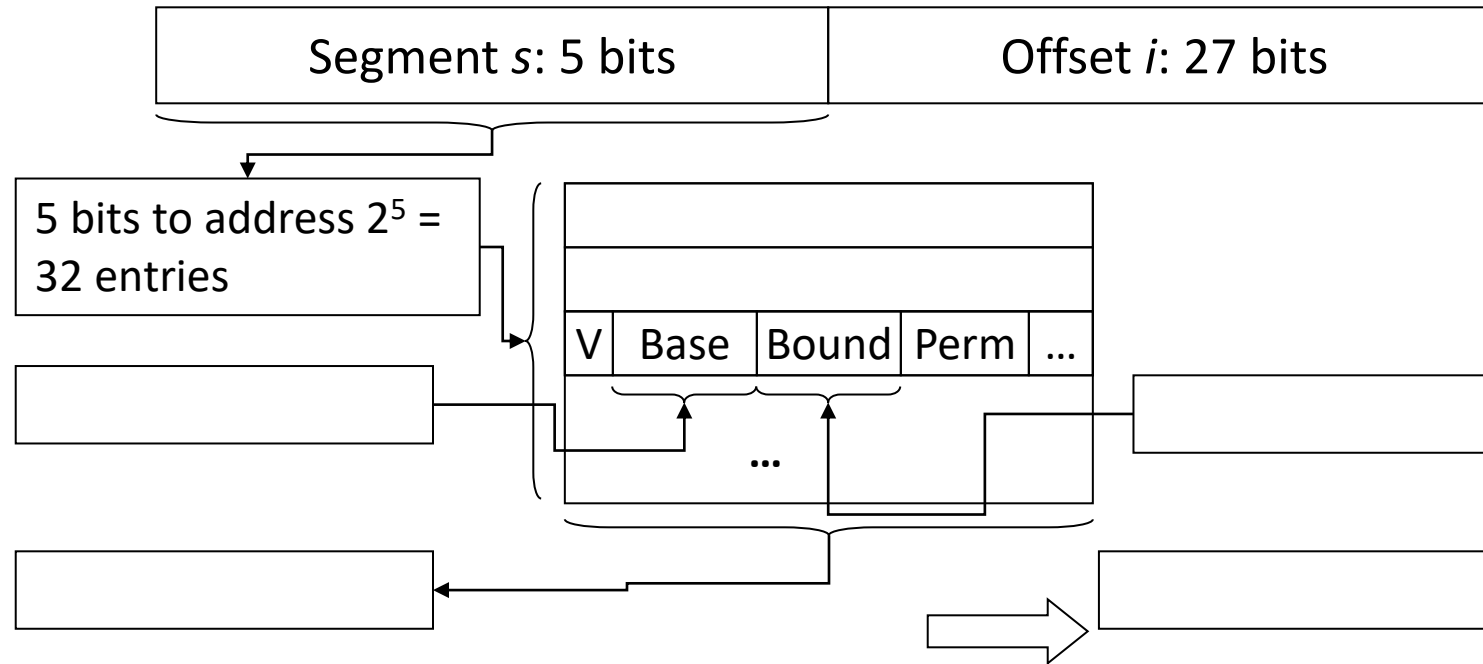 Segment s: 5 bits
Offset i: 27 bits
5 bits to address 2⁵ =
32 entries
V Base Bound Perm ...
...